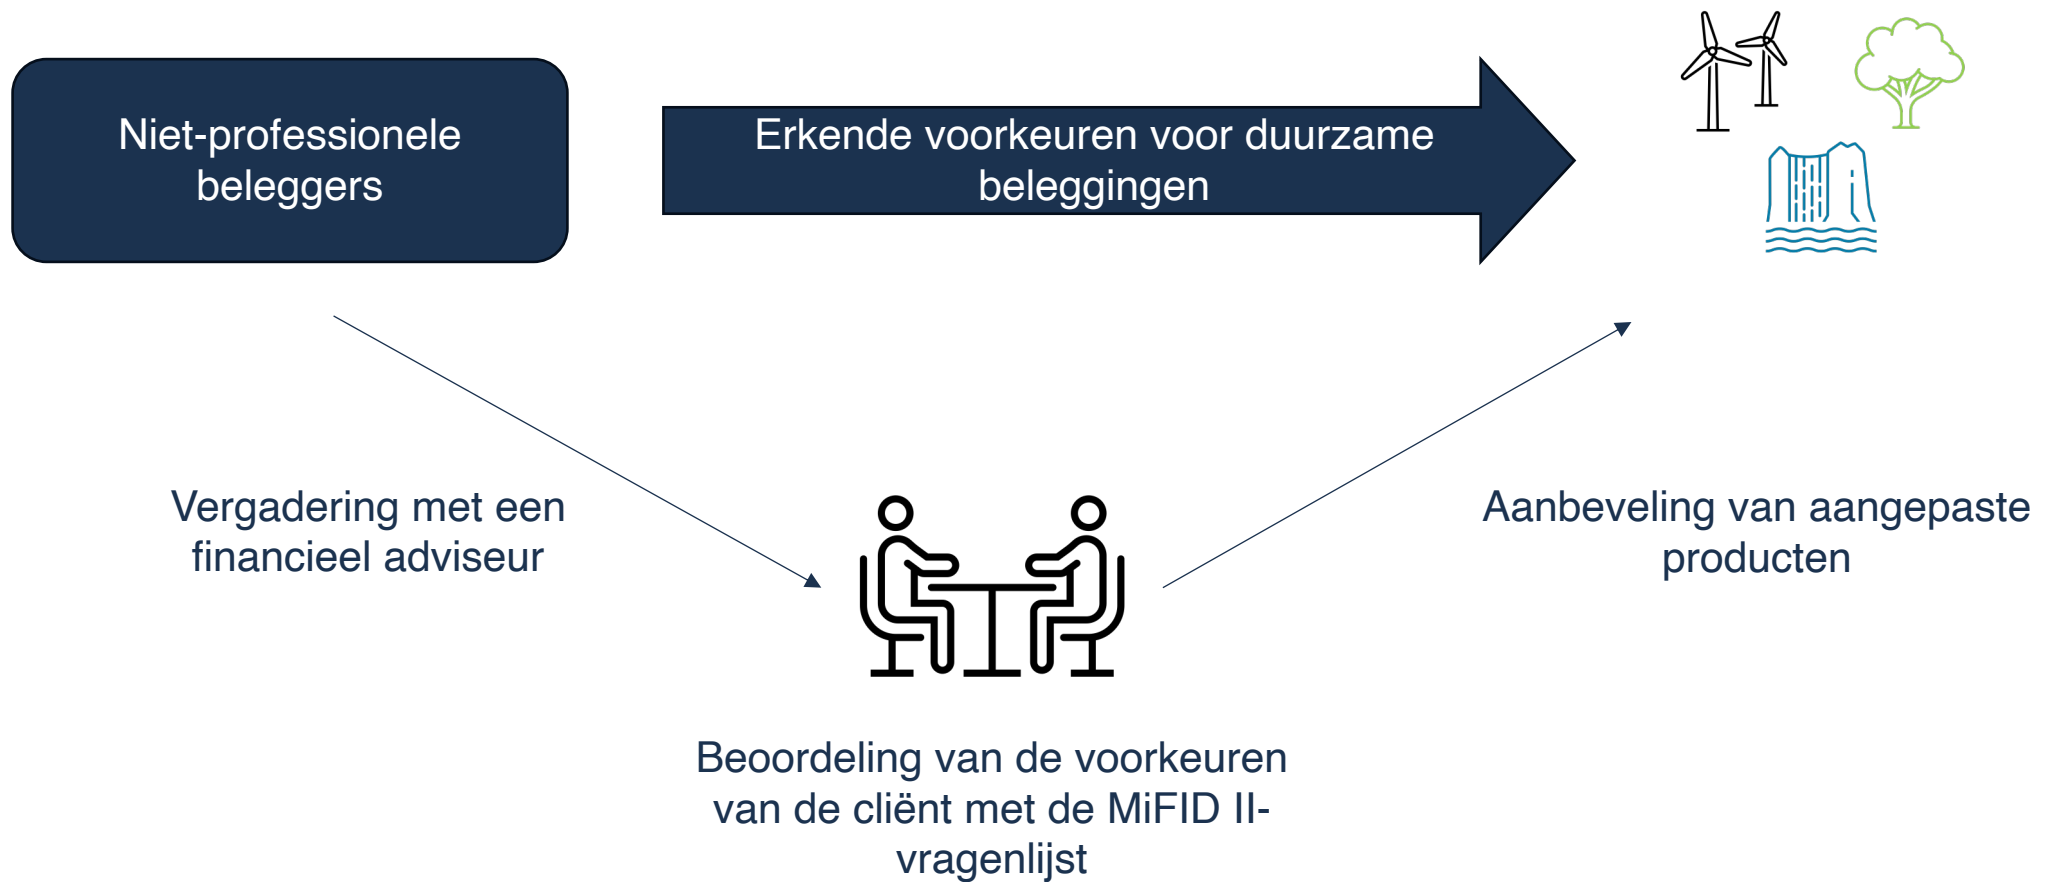 Niet-professionele
beleggers
Erkende voorkeuren voor duurzame
beleggingen
Vergadering met een
financieel adviseur
Aanbeveling van aangepaste
producten
Beoordeling van de voorkeuren
van de cliënt met de MiFID II-
vragenlijst